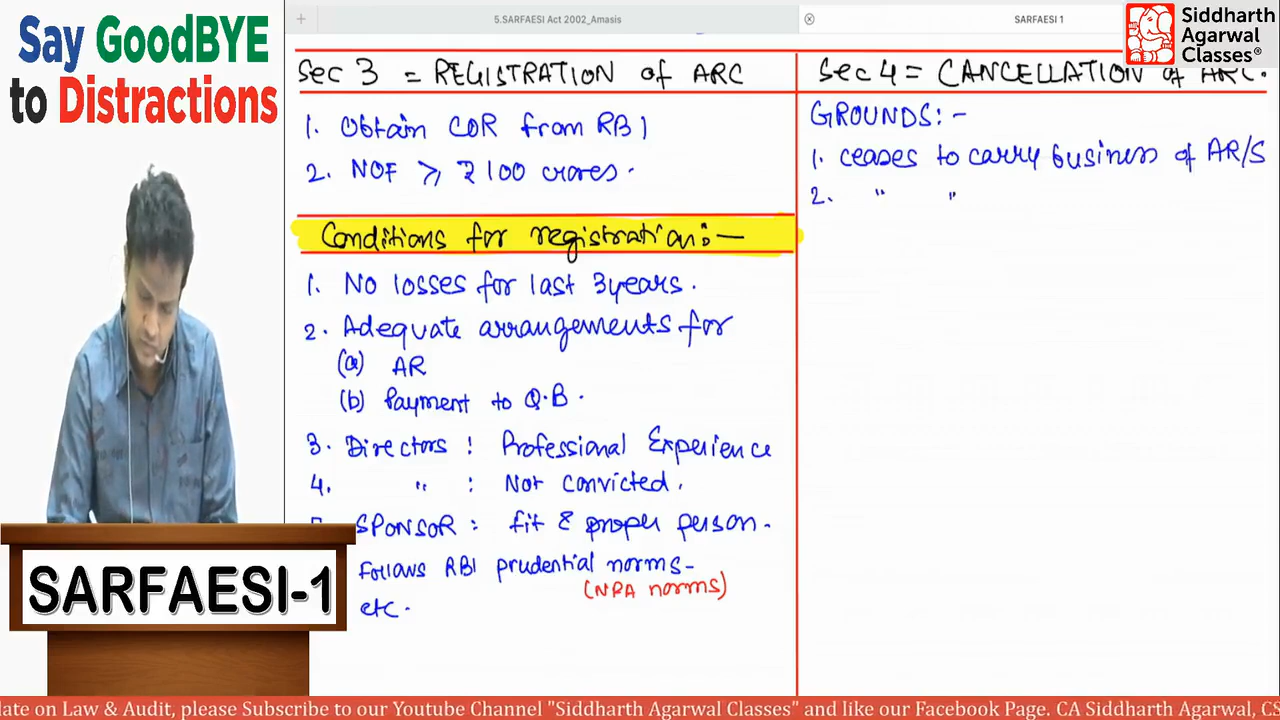 Say GoodBYE
to Distractions
5.SARFAESI Act 2002_Amasis
SARFAESI 1
Siddharth
Agarwal
Classes®
Sec 3 = REGISTRATION of ARC
1. Obtain COR from RBI
2. NOF ⩾ ₹100 crores.
Conditions for registration:-
1. No losses for last 3 years.
2. Adequate arrangements for
(a) AR
(b) Payment to Q.B.
3. Directors : Professional Experience
4. " : Not convicted.
SPONSOR : fit & proper person.
Follows RBI prudential norms-
(NPA norms)
etc.
Sec 4 = CANCELLATION of ARC.
GROUNDS:-
1. ceases to carry business of AR/S
2. " "
SARFAESI-1
date on Law & Audit, please Subscribe to our Youtube Channel "Siddharth Agarwal Classes" and like our Facebook Page. CA Siddharth Agarwal, CS